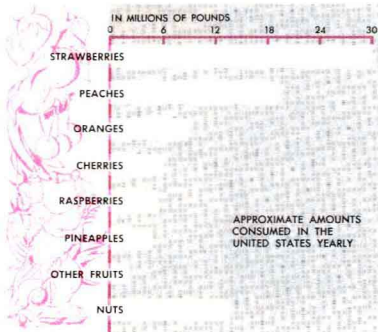 IN MILLIONS OF POUNDS
0 6 12 18 24 30
STRAWBERRIES
PEACHES
ORANGES
CHERRIES
RASPBERRIES
PINEAPPLES
OTHER FRUITS
NUTS
APPROXIMATE AMOUNTS
CONSUMED IN THE
UNITED STATES YEARLY